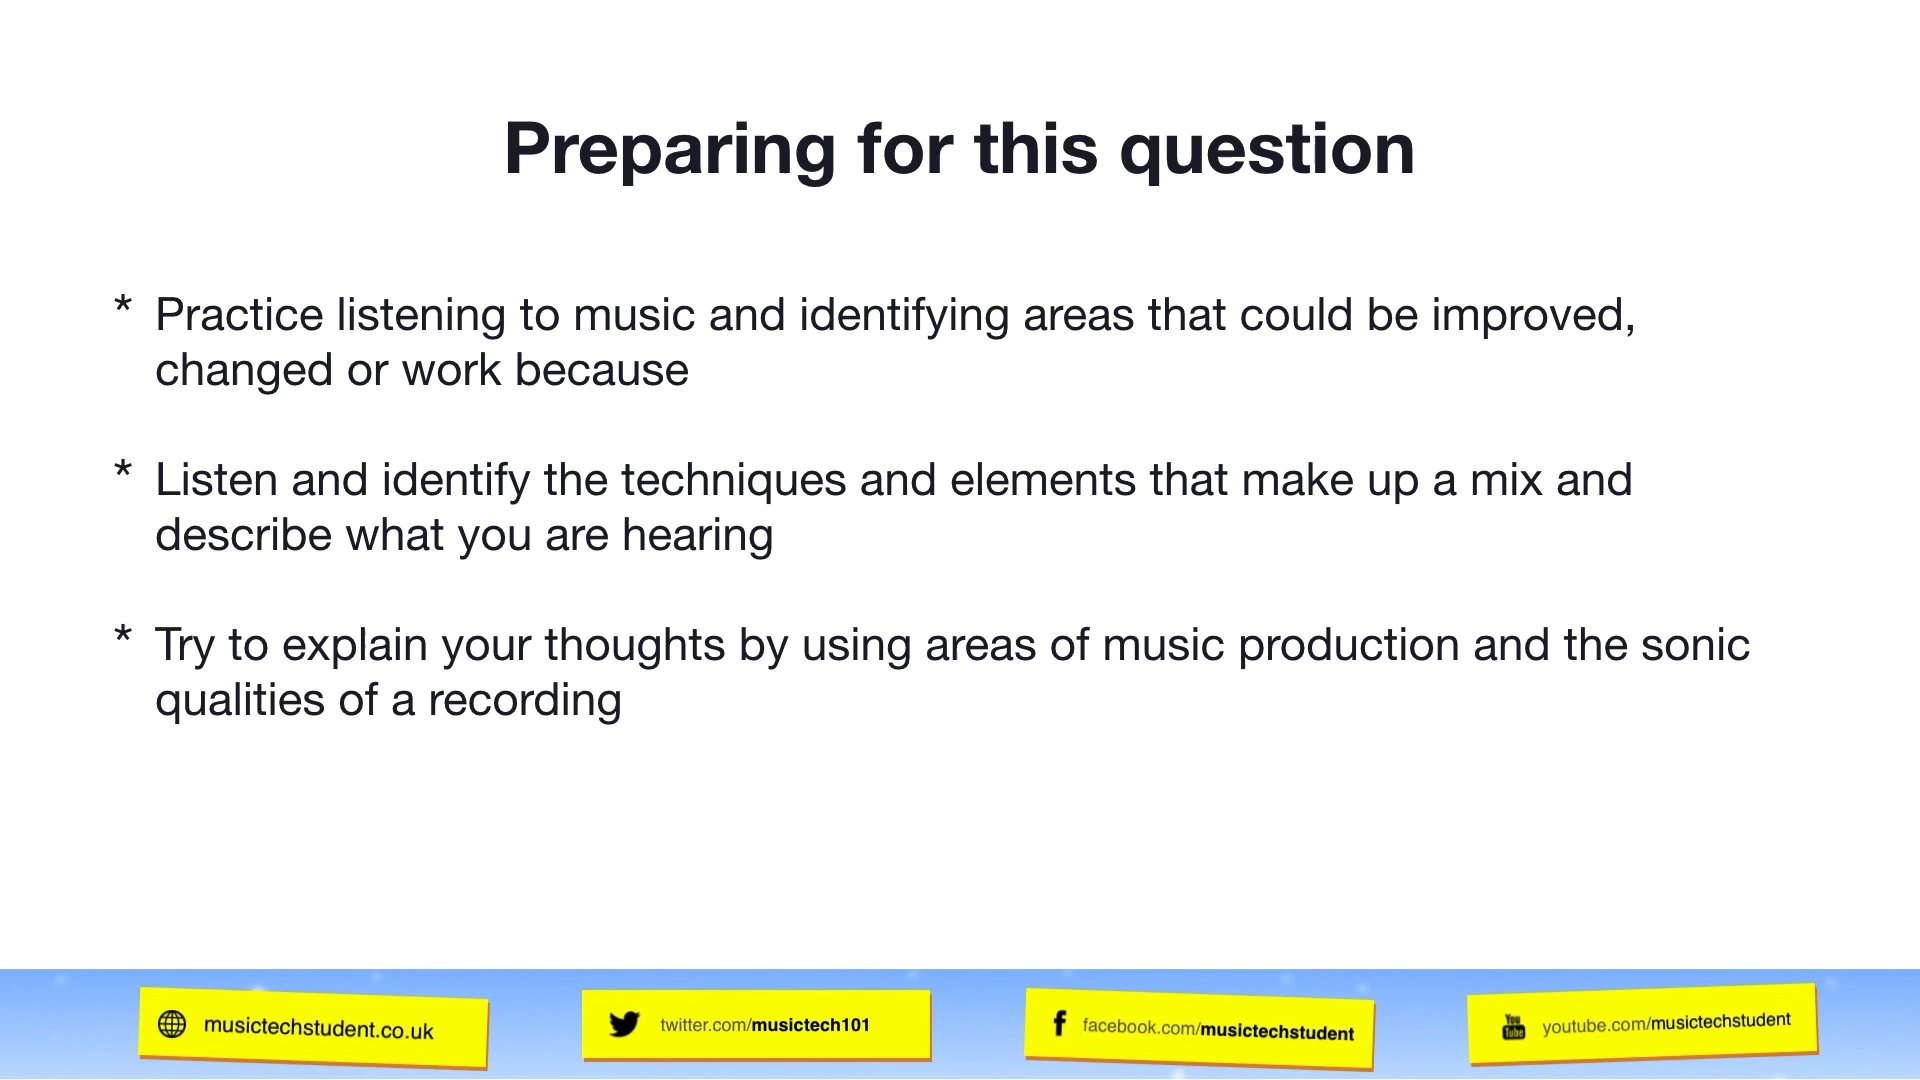 Preparing for this question
* Practice listening to music and identifying areas that could be improved,
changed or work because
* Listen and identify the techniques and elements that make up a mix and
describe what you are hearing
* Try to explain your thoughts by using areas of music production and the sonic
qualities of a recording
musictechstudent.co.uk
twitter.com/musictech101
facebook.com/musictechstudent
You
Tube
youtube.com/musictechstudent